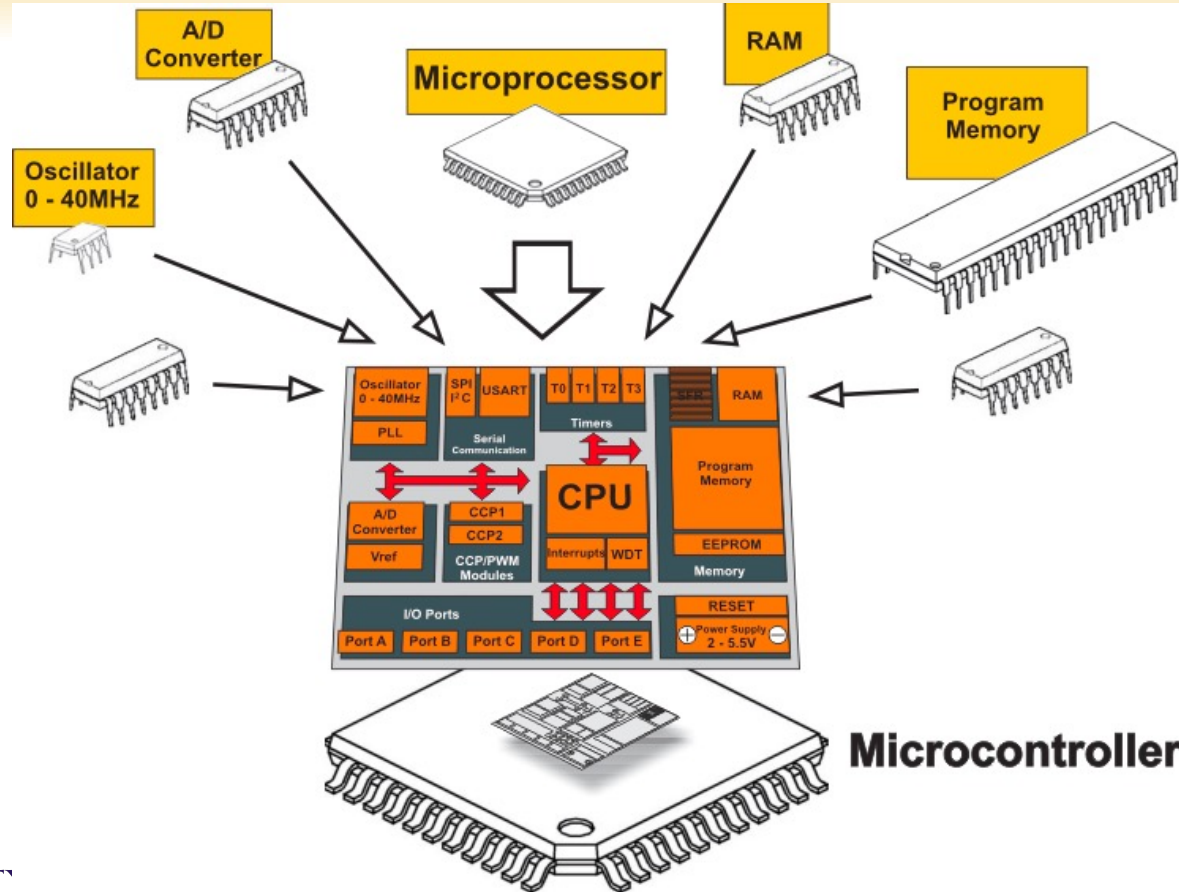 A/D
Converter
Microprocessor
RAM
Program
Memory
Oscillator
0 - 40MHz
Oscillator
0 - 40MHz
PLL
SPI
I²C
USART
Serial
Communication
T0 T1 T2 T3
Timers
SFR
RAM
Program
Memory
EEPROM
Memory
A/D
Converter
Vref
CCP1
CCP2
CCP/PWM
Modules
CPU
Interrupts WDT
I/O Ports
Port A Port B Port C Port D Port E
RESET
+ Power Supply −
2 - 5.5V
Microcontroller